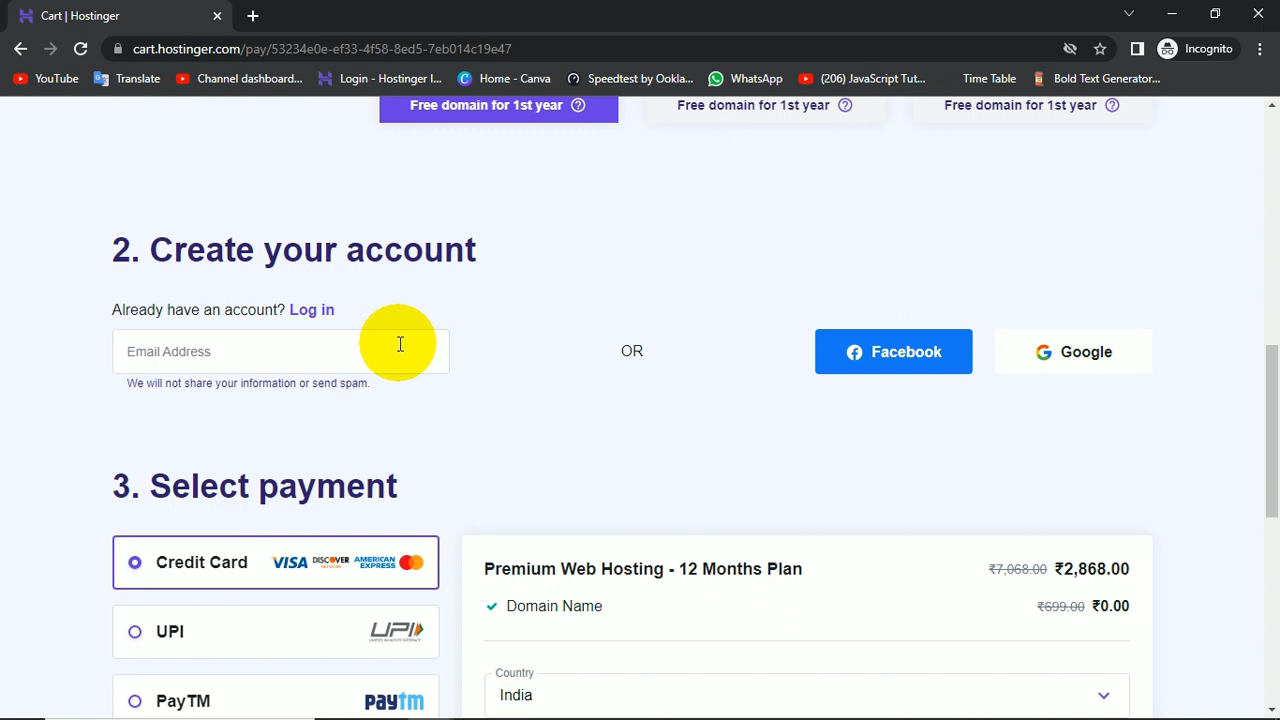 Cart | Hostinger
cart.hostinger.com/pay/53234e0e-ef33-4f58-8ed5-7eb014c19e47
Incognito
YouTube
Translate
Channel dashboard...
Login - Hostinger I...
Home - Canva
Speedtest by Ookla...
WhatsApp
(206) Javascript Tut...
Time Table
Bold Text Generator...
Free domain for 1st year
Free domain for 1st year
Free domain for 1st year
2. Create your account
Already have an account? Log in
Email Address
OR
Facebook
Google
We will not share your information or send spam.
3. Select payment
Credit Card VISA DISCOVER AMERICAN EXPRESS
Premium Web Hosting - 12 Months Plan ₹7,068.00 ₹2,868.00
Domain Name ₹699.00 ₹0.00
UPI UPI
Country
India
PayTM paytm